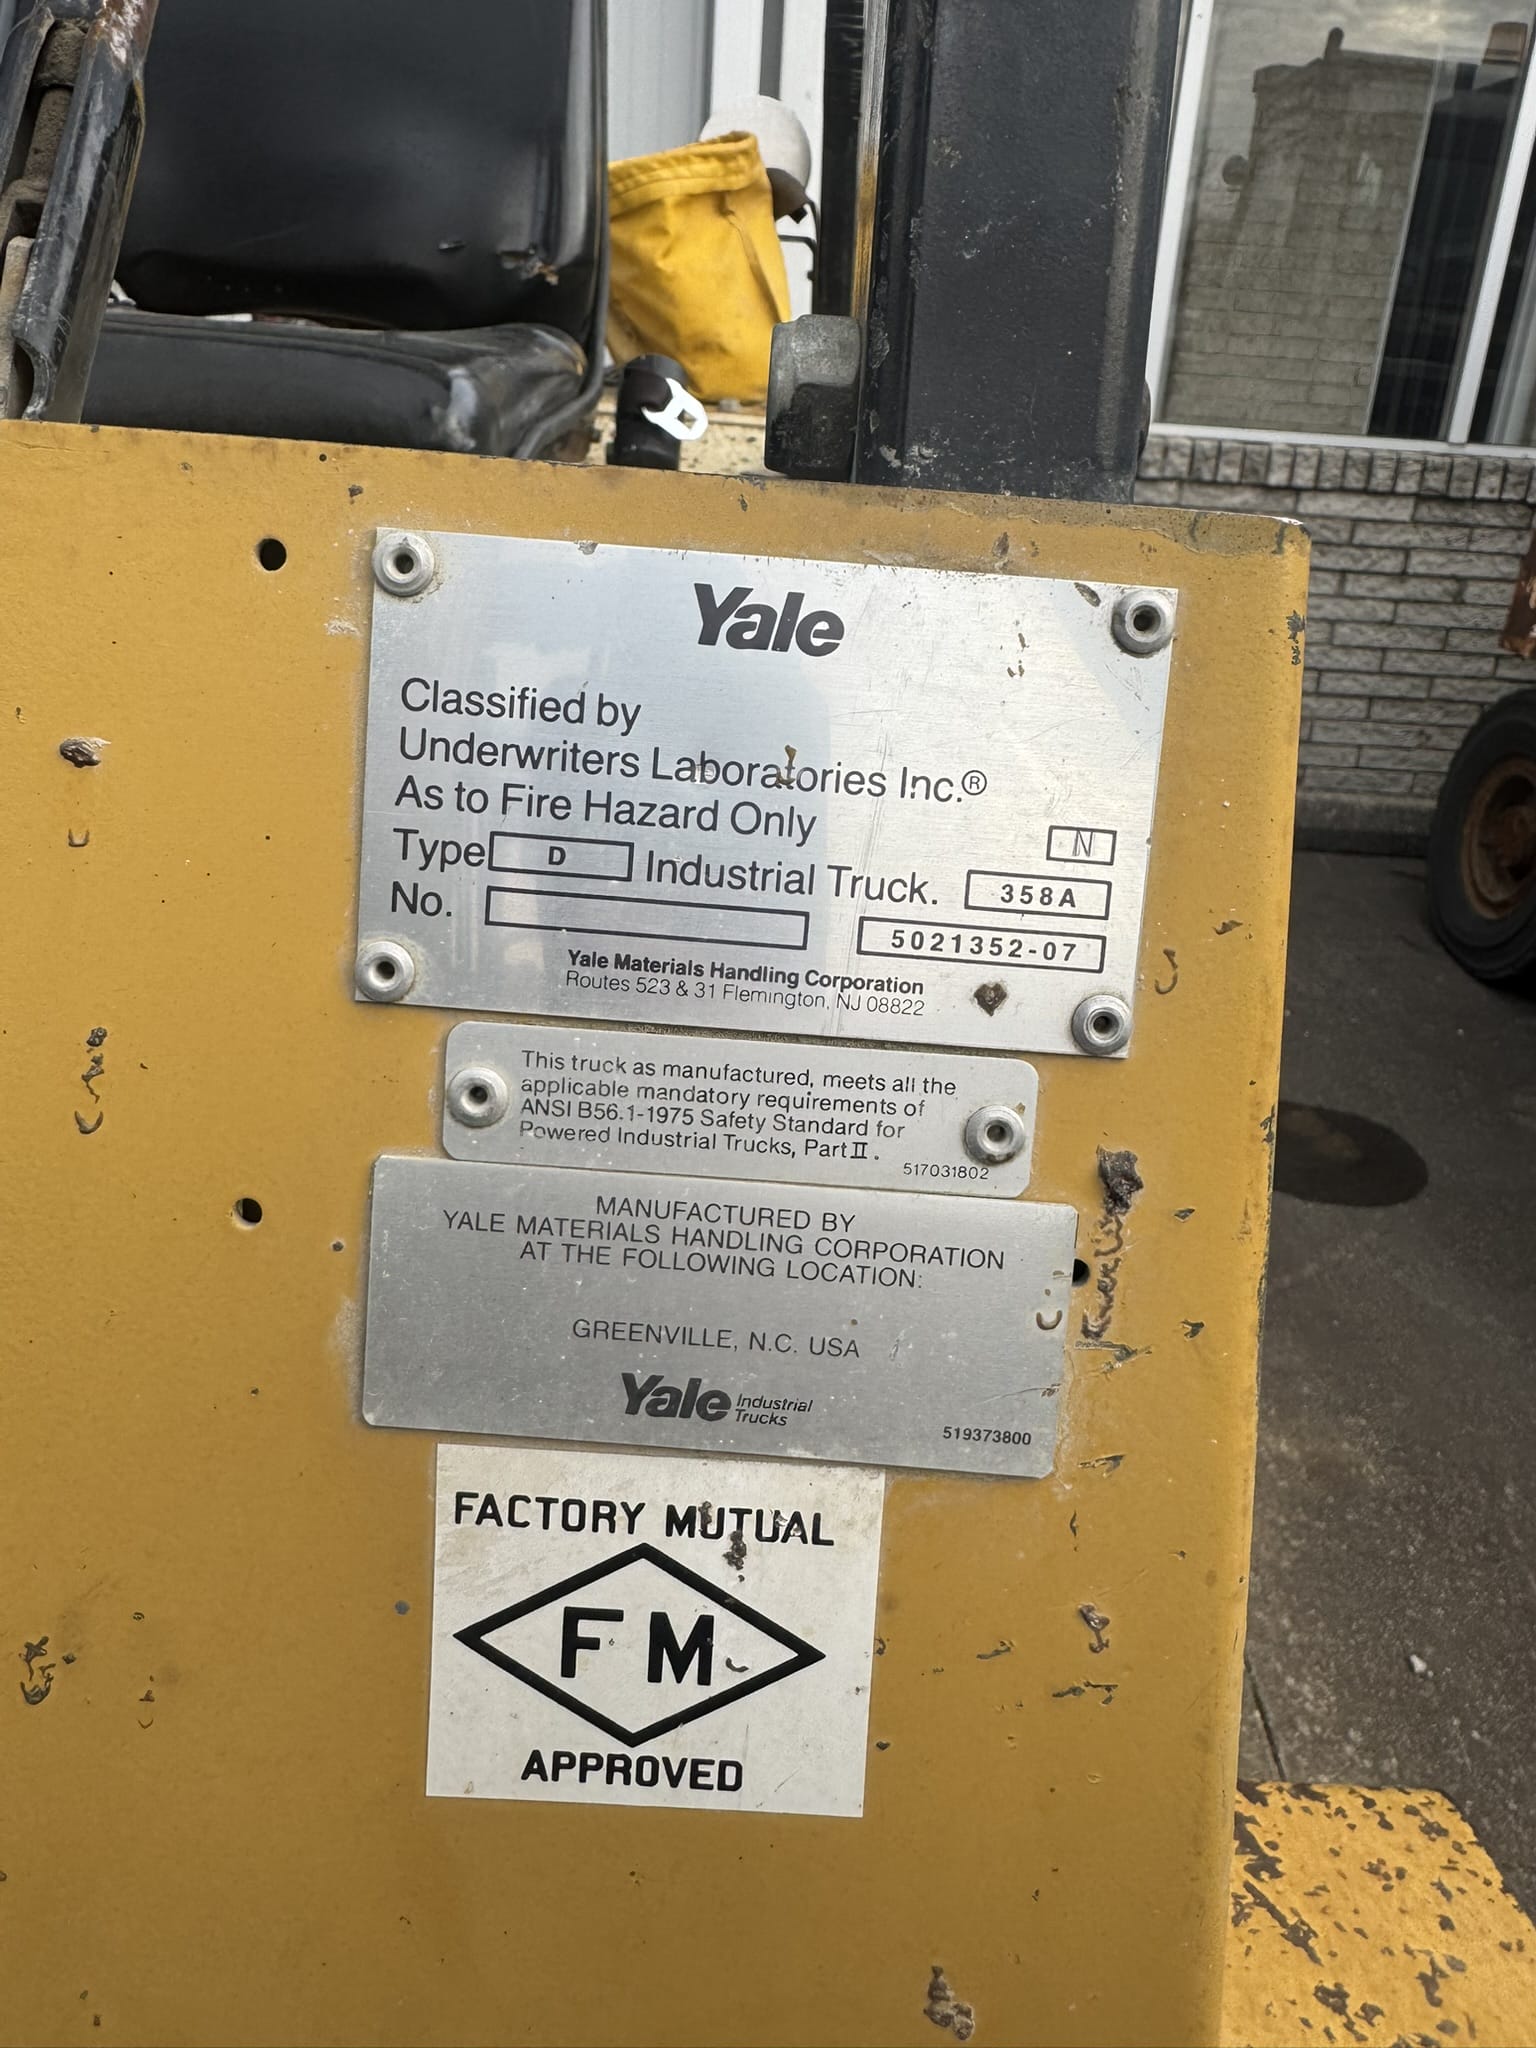 Yale
Classified by
Underwriters Laboratories Inc.®
As to Fire Hazard Only
N
Type D Industrial Truck. 358A
No. 5021352-07
Yale Materials Handling Corporation
Routes 523 & 31 Flemington, NJ 08822
This truck as manufactured, meets all the
applicable mandatory requirements of
ANSI B56.1-1975 Safety Standard for
Powered Industrial Trucks, Part II.
517031802
MANUFACTURED BY
YALE MATERIALS HANDLING CORPORATION
AT THE FOLLOWING LOCATION:
GREENVILLE, N.C. USA
Yale Industrial
Trucks
519373800
FACTORY MUTUAL
FM
APPROVED